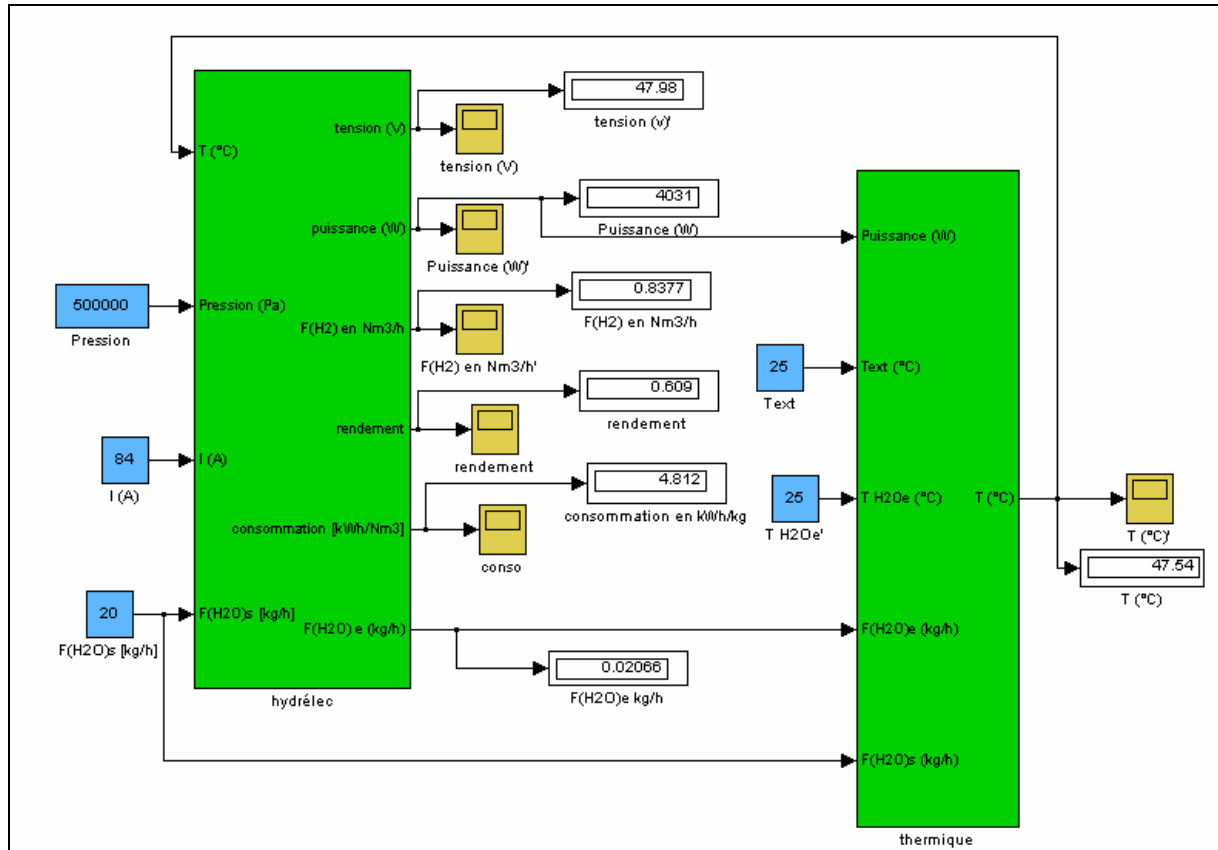 47.98
tension (v)'
tension (V)
tension (V)
T (°C)
4031
Puissance (W)
puissance (W)
Puissance (W)'
Puissance (W)
500000
Pression
Pression (Pa)
0.8377
F(H2) en Nm3/h
F(H2) en Nm3/h
F(H2) en Nm3/h'
25
Text
Text (°C)
0.609
rendement
rendement
rendement
84
I (A)
I (A)
4.812
consommation en kWh/kg
consommation [kWh/Nm3]
conso
25
T H2Oe'
T H2Oe (°C)
T (°C)
T (°C)'
47.54
T (°C)
20
F(H2O)s [kg/h]
F(H2O)s [kg/h]
F(H2O) e (kg/h)
F(H2O)e (kg/h)
0.02066
F(H2O)e kg/h
hydrélec
F(H2O)s (kg/h)
thermique